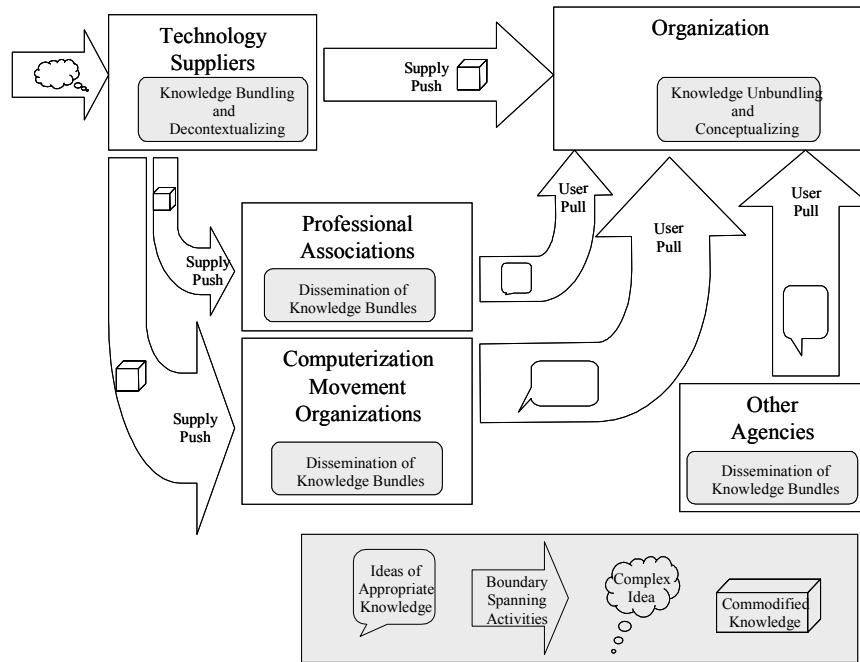 Technology
Suppliers
Knowledge Bundling
and
Decontextualizing
Supply
Push
Organization
Knowledge Unbundling
and
Conceptualizing
Supply
Push
Professional
Associations
Dissemination of
Knowledge Bundles
User
Pull
User
Pull
User
Pull
Supply
Push
Computerization
Movement
Organizations
Dissemination of
Knowledge Bundles
Other
Agencies
Dissemination of
Knowledge Bundles
Ideas of
Appropriate
Knowledge
Boundary
Spanning
Activities
Complex
Idea
Commodified
Knowledge